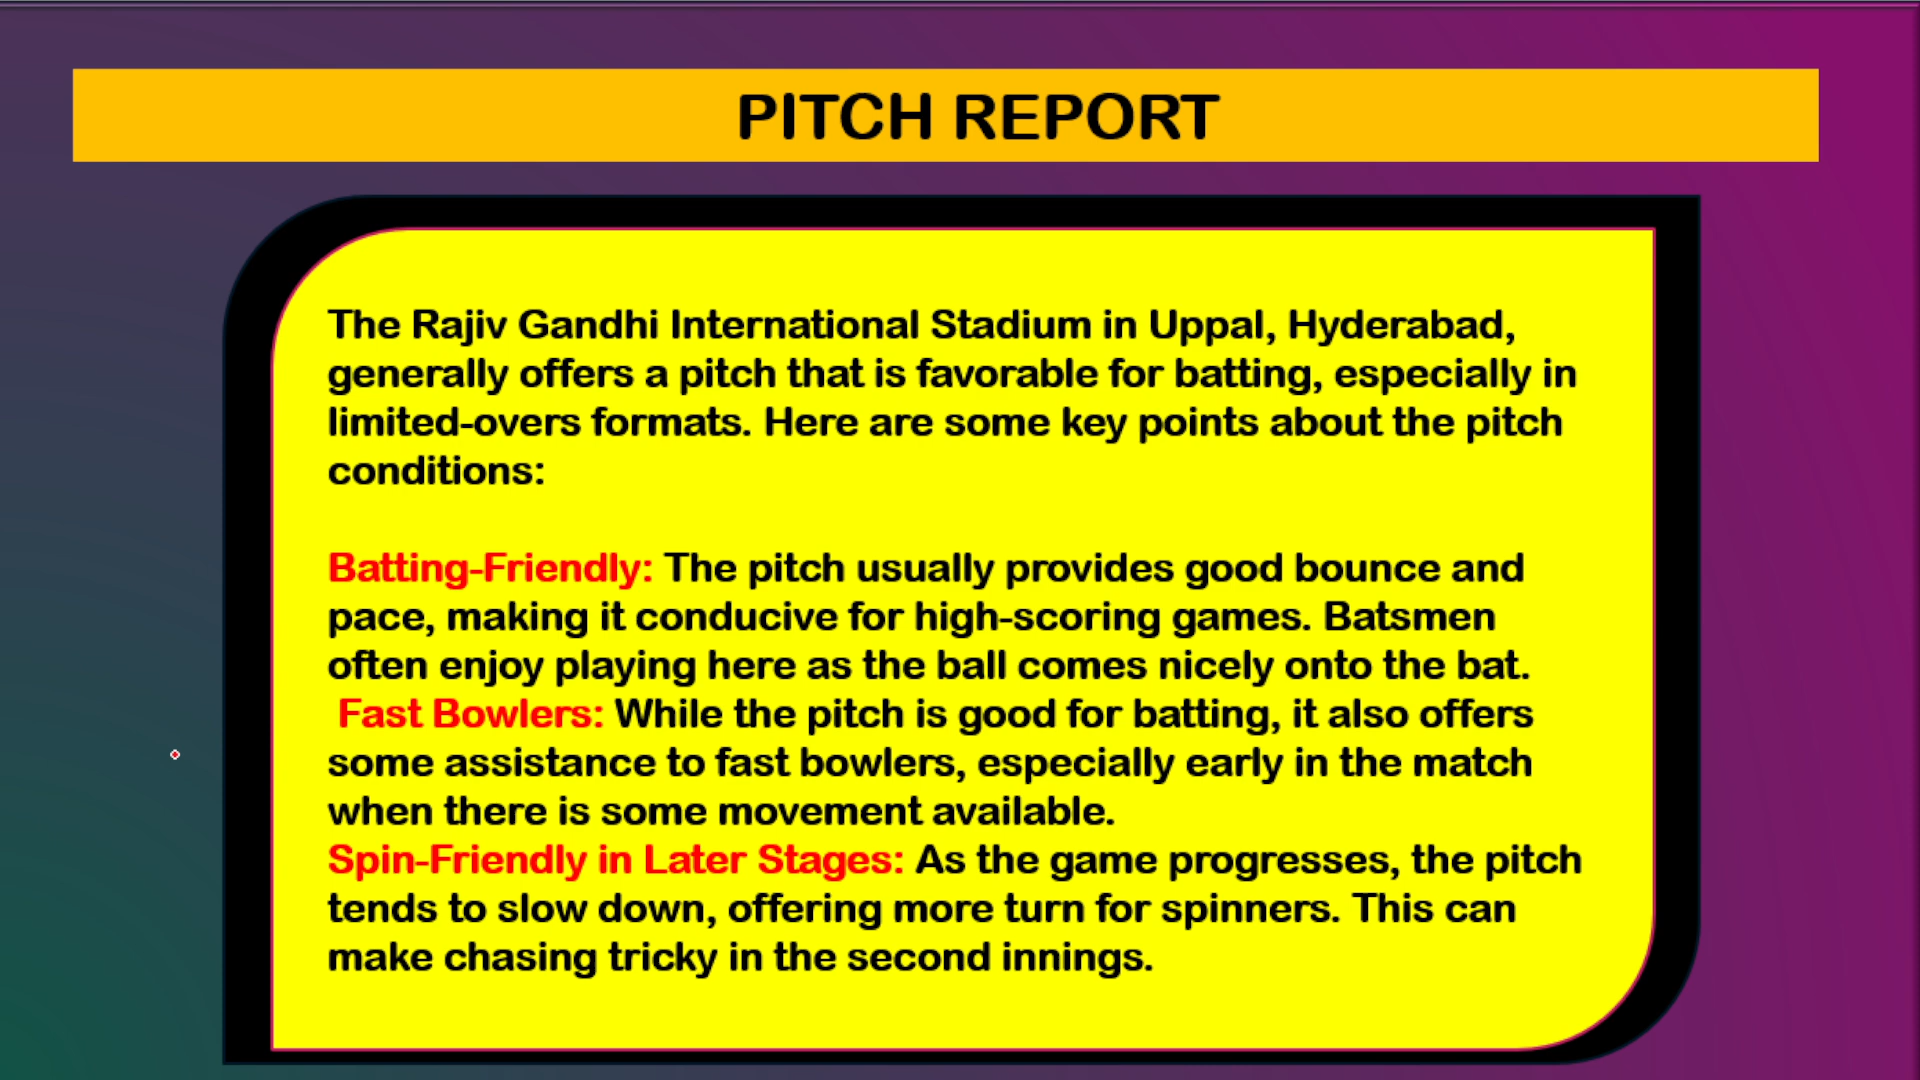 PITCH REPORT
The Rajiv Gandhi International Stadium in Uppal, Hyderabad,
generally offers a pitch that is favorable for batting, especially in
limited-overs formats. Here are some key points about the pitch
conditions:
Batting-Friendly: The pitch usually provides good bounce and
pace, making it conducive for high-scoring games. Batsmen
often enjoy playing here as the ball comes nicely onto the bat.
Fast Bowlers: While the pitch is good for batting, it also offers
some assistance to fast bowlers, especially early in the match
when there is some movement available.
Spin-Friendly in Later Stages: As the game progresses, the pitch
tends to slow down, offering more turn for spinners. This can
make chasing tricky in the second innings.